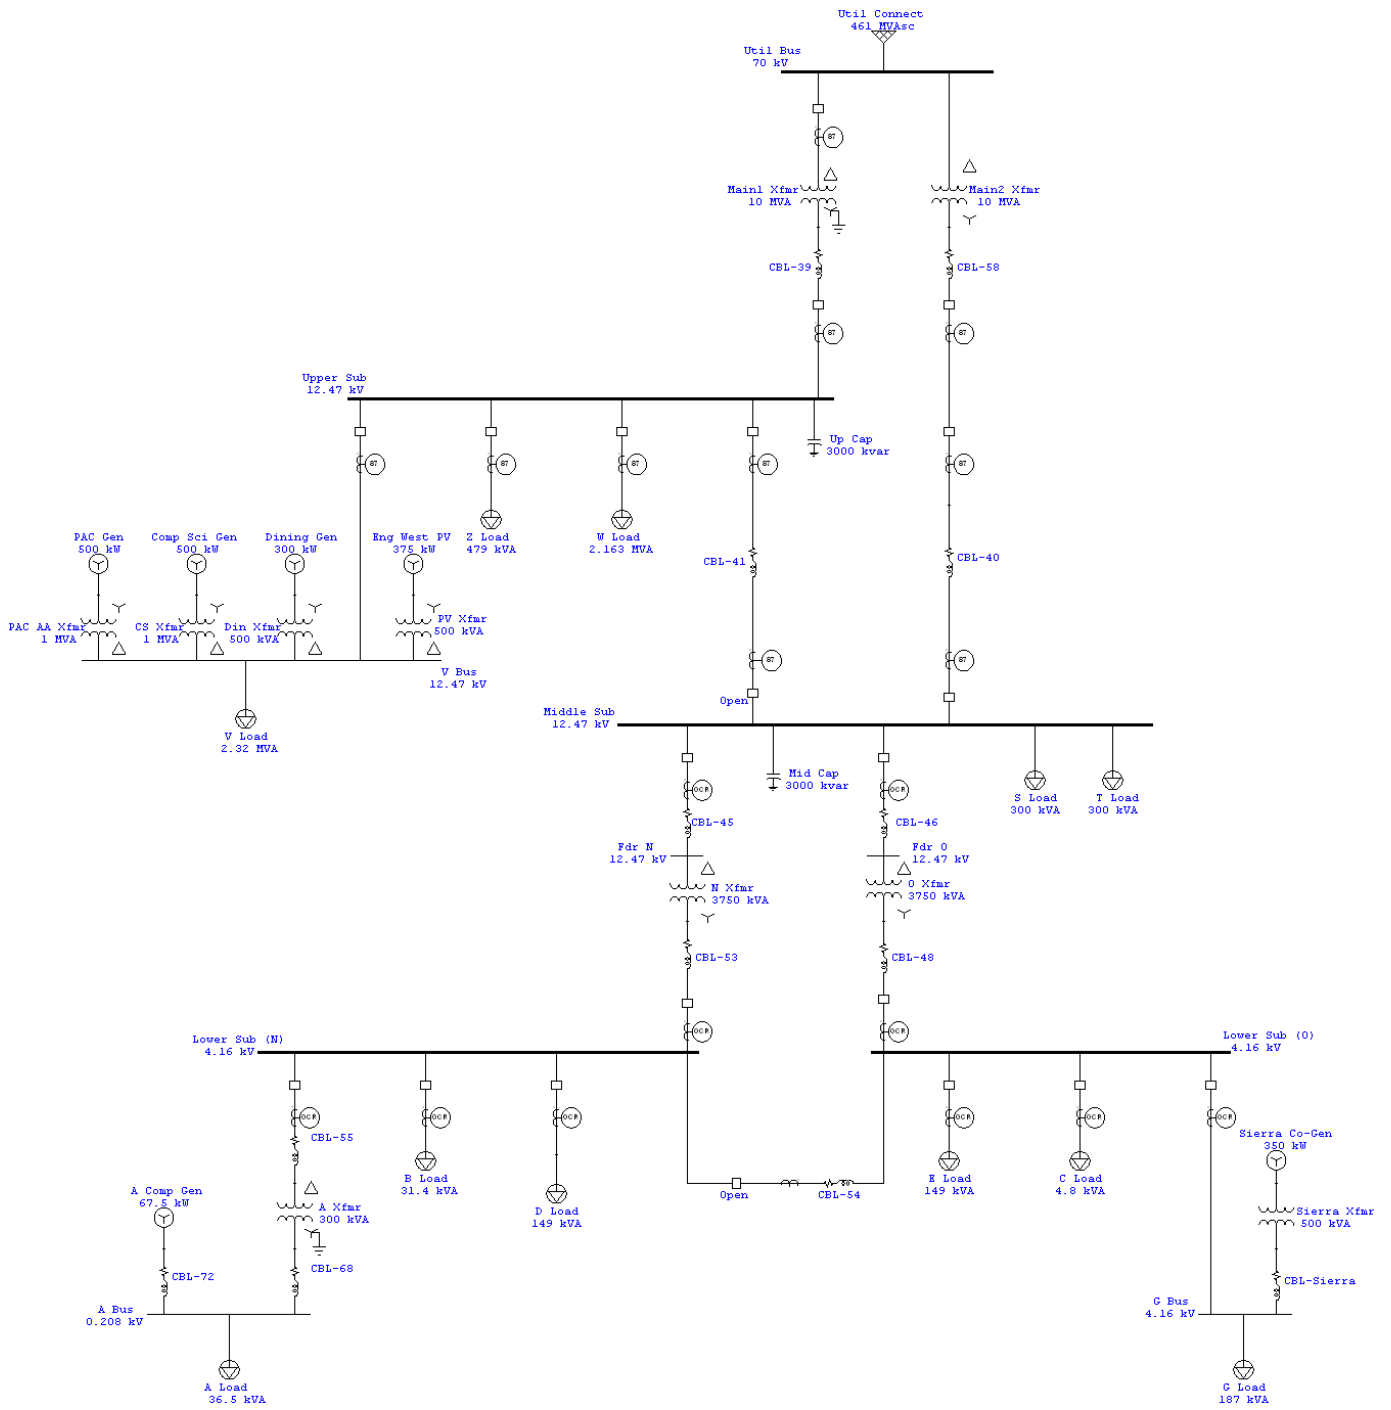 Util Connect
461 MVAsc
Util Bus
70 kV
87
Main1 Xfmr
10 MVA
Main2 Xfmr
10 MVA
CBL-39
CBL-58
87
87
Upper Sub
12.47 kV
Up Cap
3000 kvar
87
87
87
87
87
PAC Gen
500 kW
Comp Sci Gen
500 kW
Dining Gen
300 kW
Eng West PV
375 kW
Z Load
479 kVA
W Load
2.163 MVA
CBL-41
CBL-40
PAC AA Xfmr
1 MVA
CS Xfmr
1 MVA
Din Xfmr
500 kVA
PV Xfmr
500 kVA
87
87
V Bus
12.47 kV
Open
V Load
2.32 MVA
Middle Sub
12.47 kV
Mid Cap
3000 kvar
OCR
OCR
S Load
300 kVA
T Load
300 kVA
CBL-45
CBL-46
Fdr N
12.47 kV
Fdr O
12.47 kV
N Xfmr
3750 kVA
O Xfmr
3750 kVA
CBL-53
CBL-48
OCR
OCR
Lower Sub (N)
4.16 kV
Lower Sub (O)
4.16 kV
OCR
OCR
OCR
OCR
OCR
OCR
CBL-55
Sierra Co-Gen
350 kW
B Load
31.4 kVA
E Load
149 kVA
C Load
4.8 kVA
A Comp Gen
67.5 kW
Open
CBL-54
A Xfmr
300 kVA
D Load
149 kVA
Sierra Xfmr
500 kVA
CBL-72
CBL-68
CBL-Sierra
A Bus
0.208 kV
G Bus
4.16 kV
A Load
36.5 kVA
G Load
187 kVA